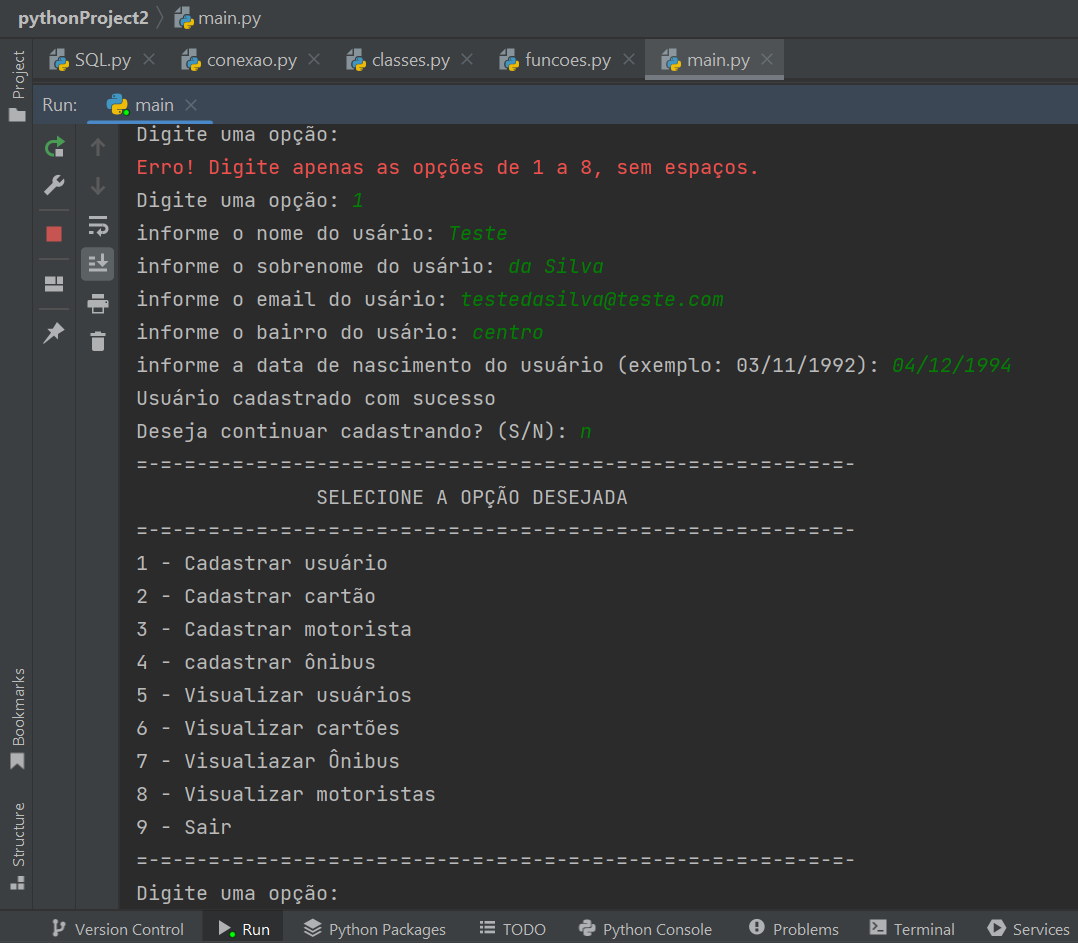 pythonProject2 main.py
SQL.py conexao.py classes.py funcoes.py main.py
Project
Run: main
Digite uma opção:
Erro! Digite apenas as opções de 1 a 8, sem espaços.
Digite uma opção: 1
informe o nome do usário: Teste
informe o sobrenome do usário: da Silva
informe o email do usário: testedasilva@teste.com
informe o bairro do usário: centro
informe a data de nascimento do usuário (exemplo: 03/11/1992): 04/12/1994
Usuário cadastrado com sucesso
Deseja continuar cadastrando? (S/N): n
=-=-=-=-=-=-=-=-=-=-=-=-=-=-=-=-=-=-=-=-=-=-=-=-=-=-=-=-=-=-
SELECIONE A OPÇÃO DESEJADA
=-=-=-=-=-=-=-=-=-=-=-=-=-=-=-=-=-=-=-=-=-=-=-=-=-=-=-=-=-=-
1 - Cadastrar usuário
2 - Cadastrar cartão
3 - Cadastrar motorista
4 - cadastrar ônibus
5 - Visualizar usuários
6 - Visualizar cartões
7 - Visualiazar Ônibus
8 - Visualizar motoristas
9 - Sair
=-=-=-=-=-=-=-=-=-=-=-=-=-=-=-=-=-=-=-=-=-=-=-=-=-=-=-=-=-=-
Digite uma opção:
Bookmarks
Structure
Version Control Run Python Packages TODO Python Console Problems Terminal Services